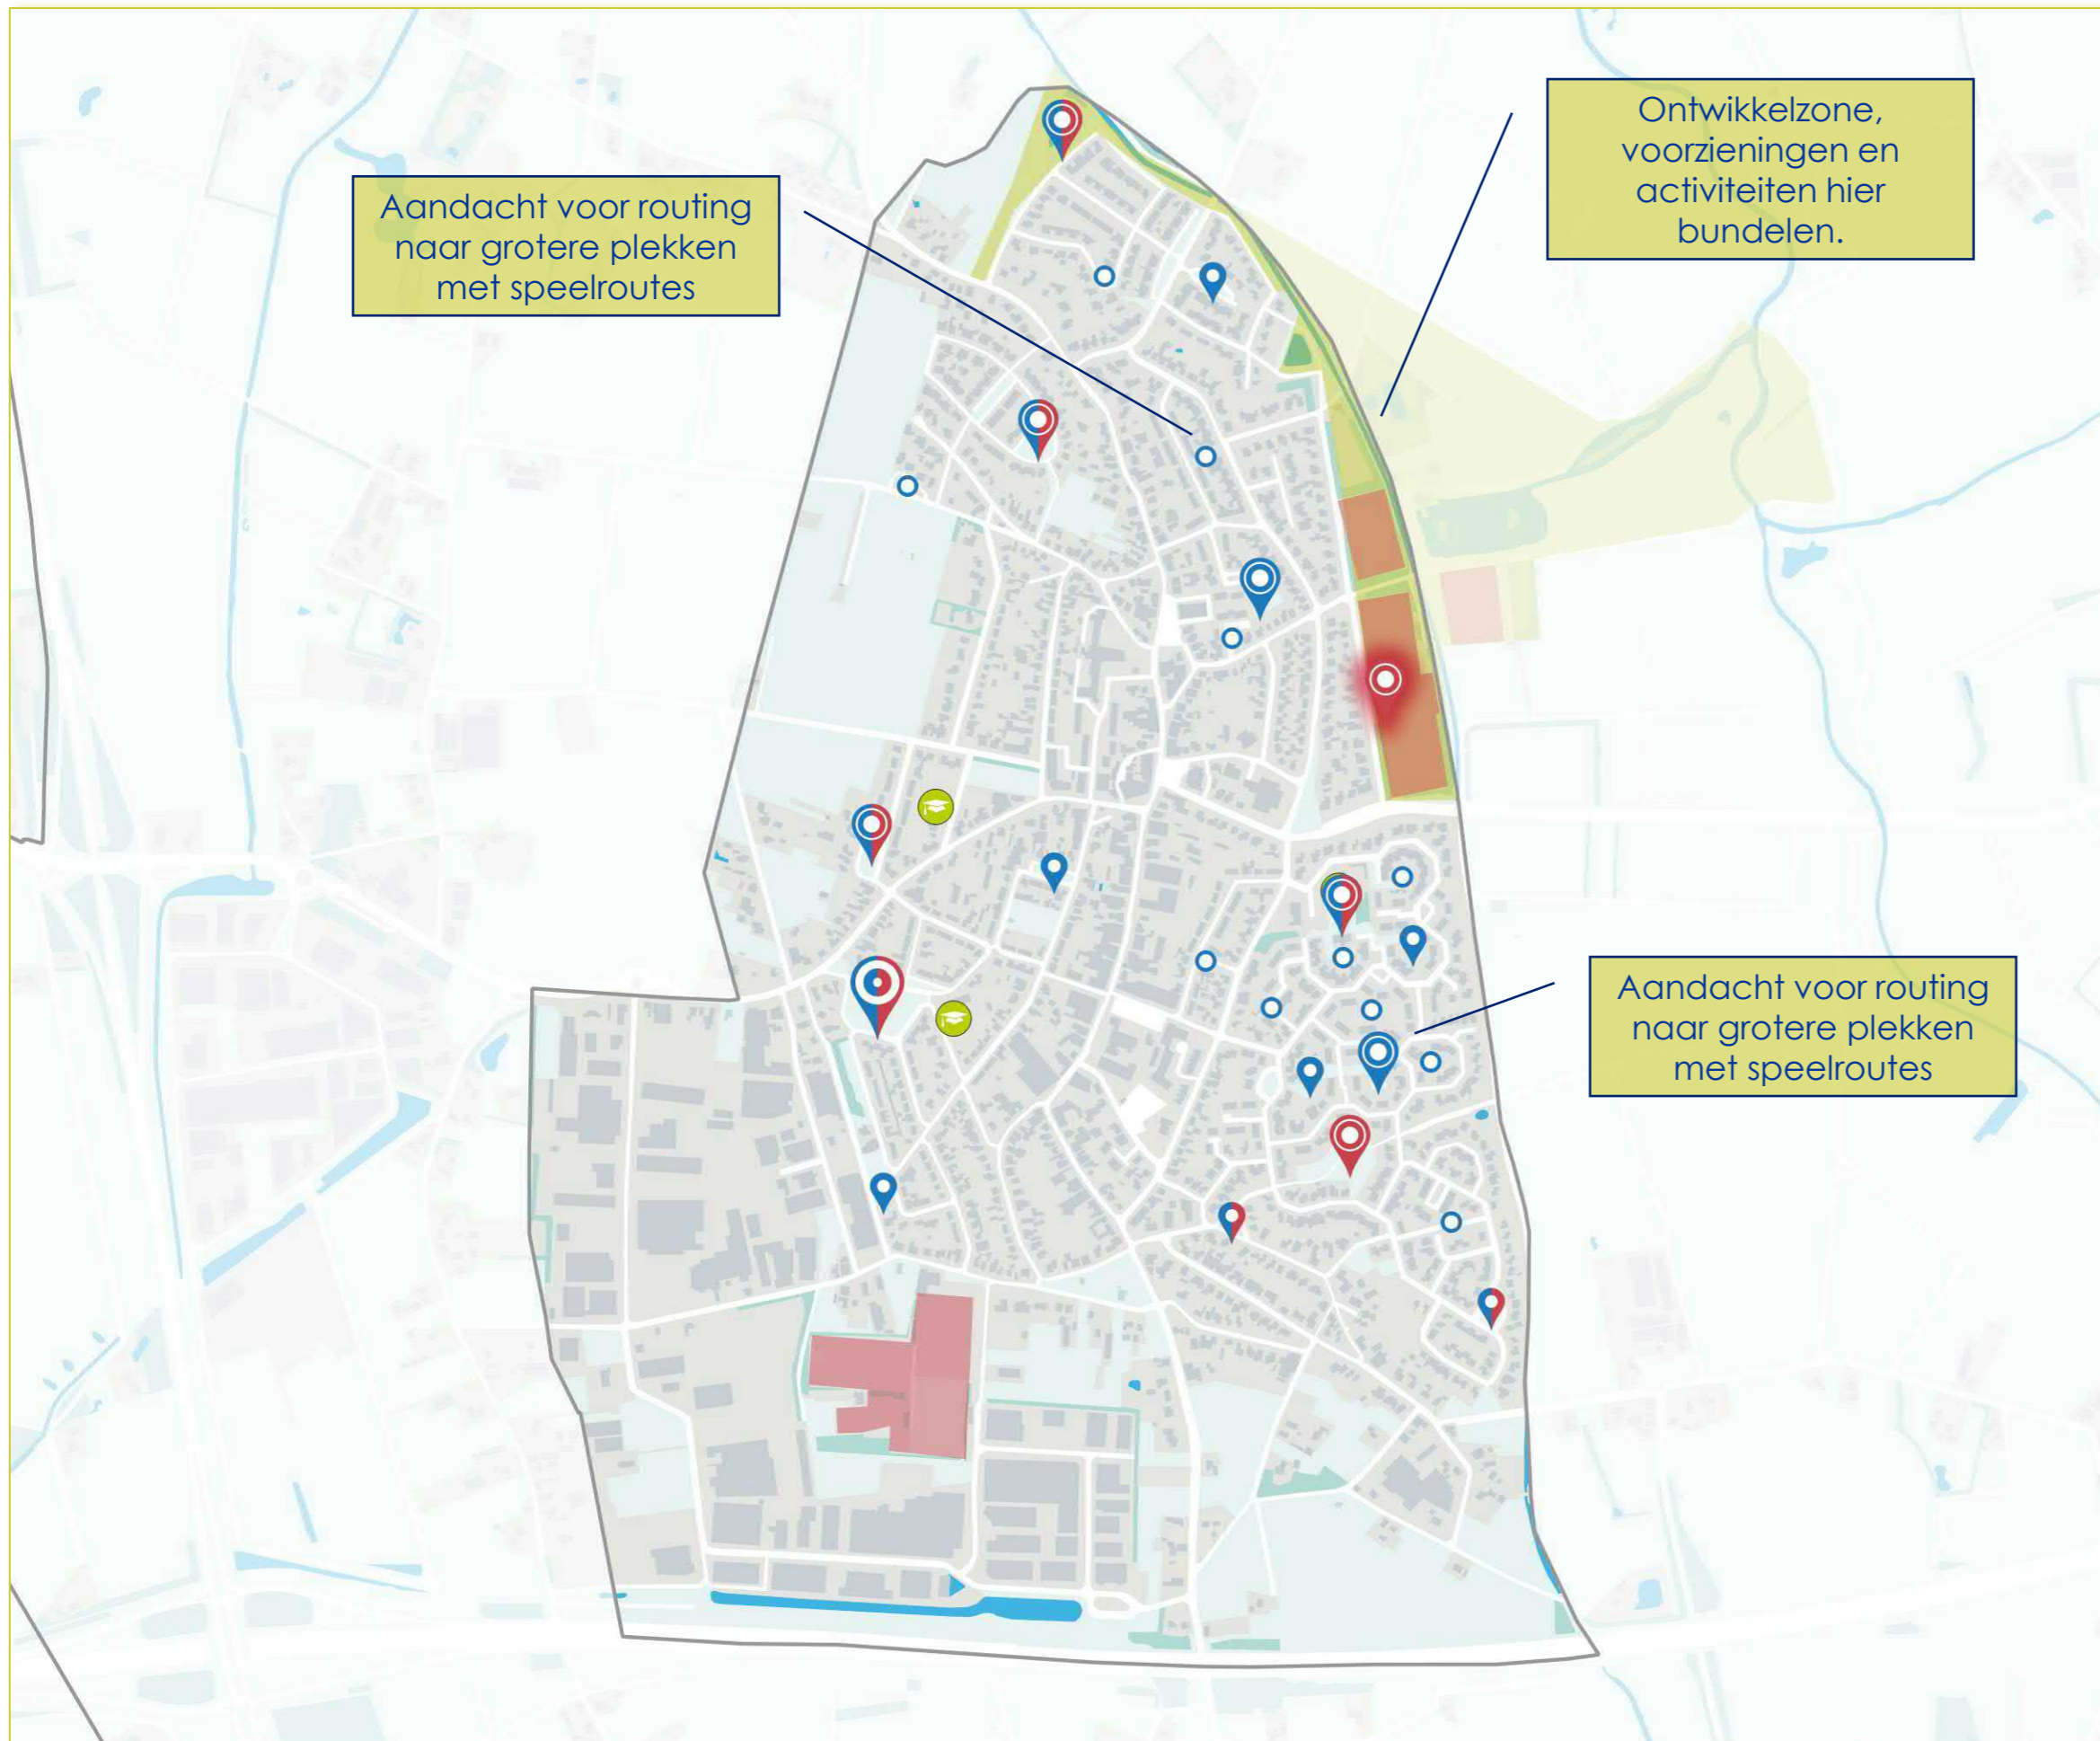 Ontwikkelzone,
voorzieningen en
activiteiten hier
bundelen.
Aandacht voor routing
naar grotere plekken
met speelroutes
Aandacht voor routing
naar grotere plekken
met speelroutes